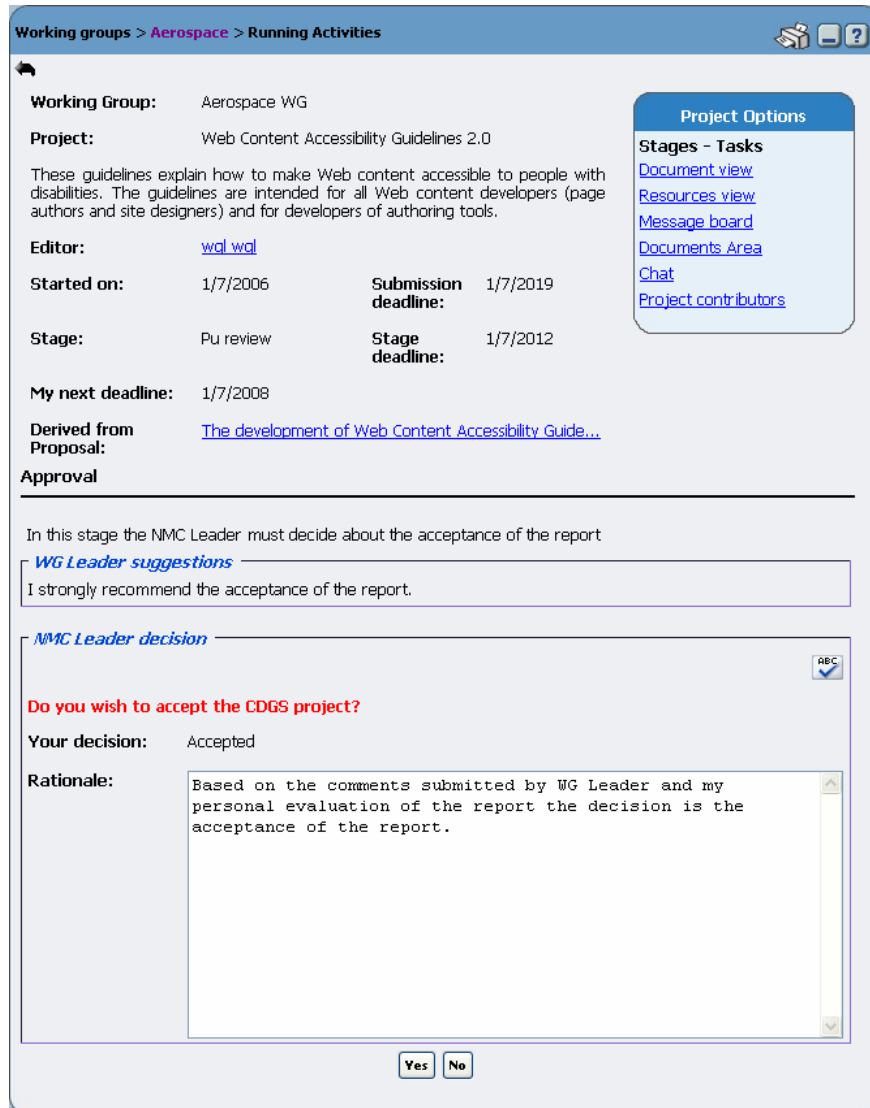 Working groups > Aerospace > Running Activities
?
Working Group: Aerospace WG
Project: Web Content Accessibility Guidelines 2.0
These guidelines explain how to make Web content accessible to people with
disabilities. The guidelines are intended for all Web content developers (page
authors and site designers) and for developers of authoring tools.
Editor: wgl wgl
Started on: 1/7/2006 Submission deadline: 1/7/2019
Stage: Pu review Stage deadline: 1/7/2012
My next deadline: 1/7/2008
Derived from Proposal: The development of Web Content Accessibility Guide...
Project Options
Stages - Tasks
Document view
Resources view
Message board
Documents Area
Chat
Project contributors
Approval
In this stage the NMC Leader must decide about the acceptance of the report
WG Leader suggestions
I strongly recommend the acceptance of the report.
NMC Leader decision
ABC
Do you wish to accept the CDGS project?
Your decision: Accepted
Rationale:
Based on the comments submitted by WG Leader and my
personal evaluation of the report the decision is the
acceptance of the report.
Yes No